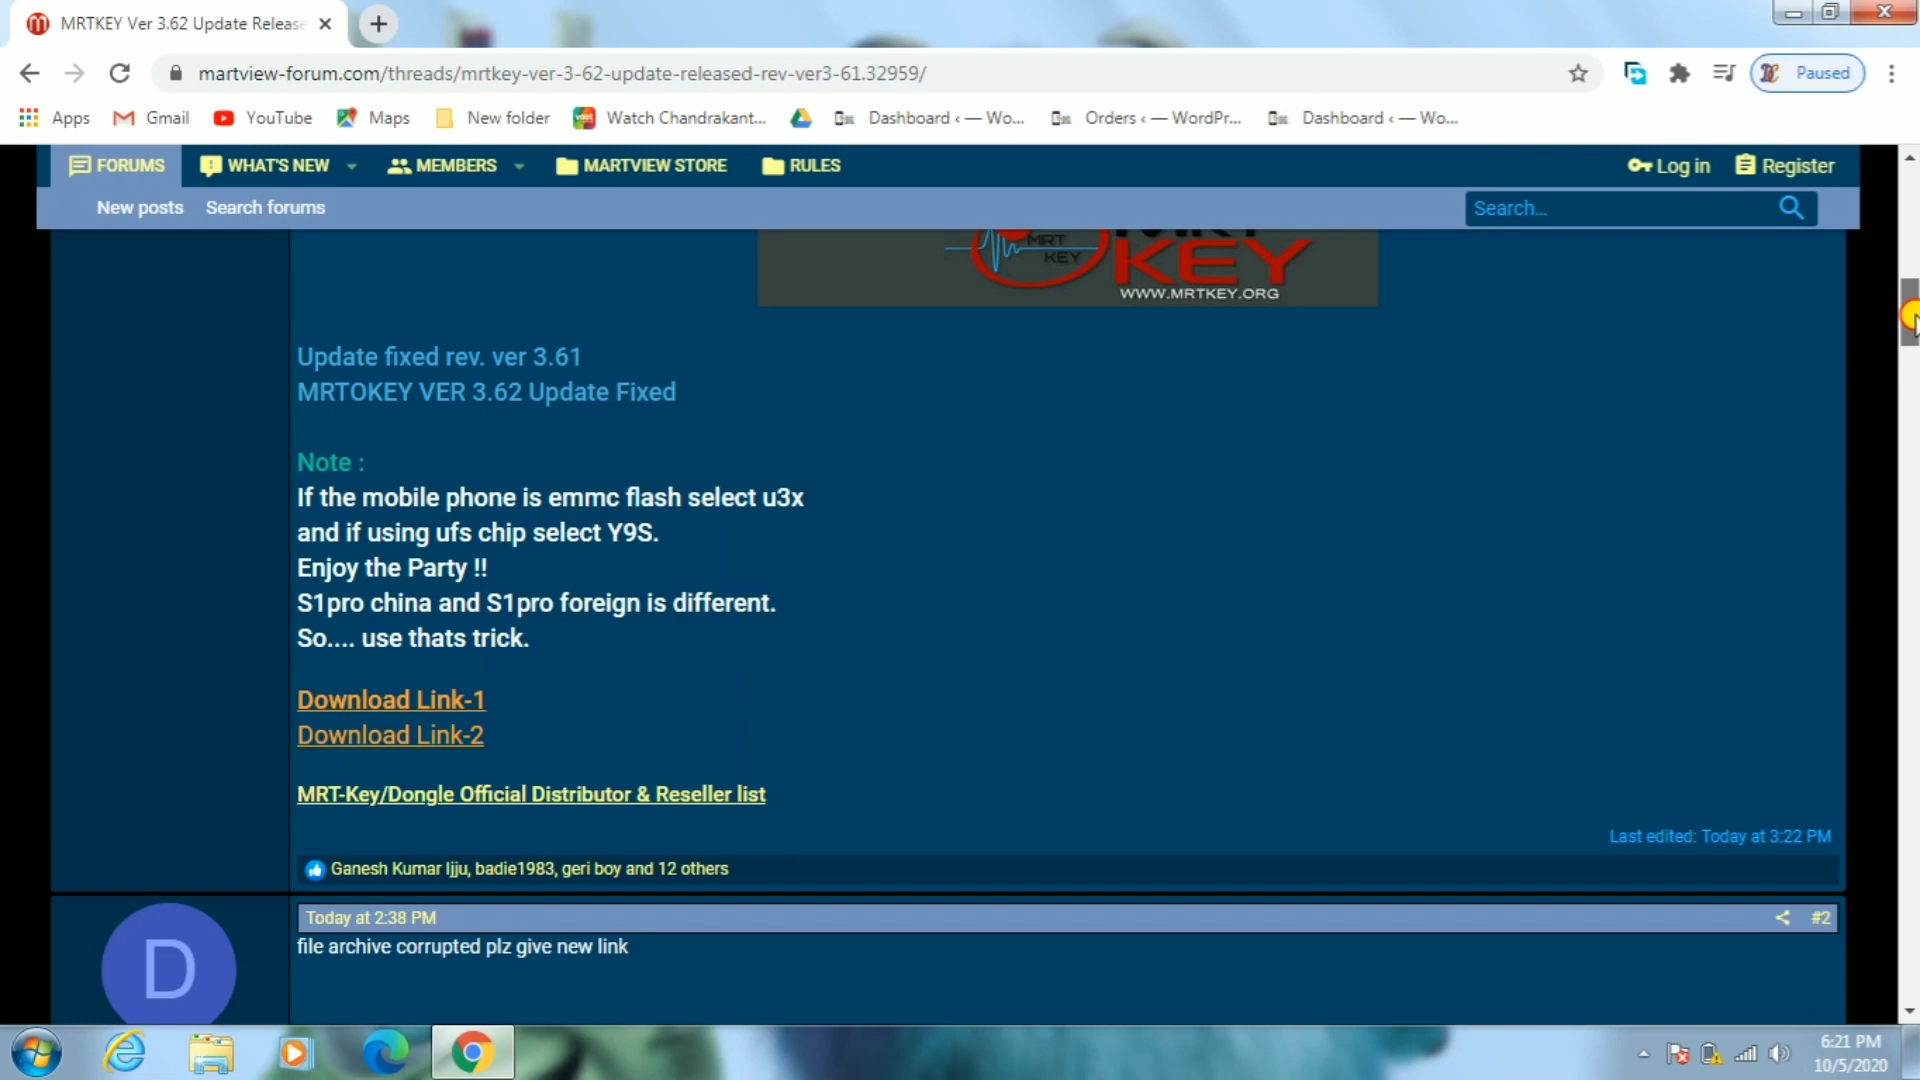 MRTKEY Ver 3.62 Update Release
martview-forum.com/threads/mrtkey-ver-3-62-update-released-rev-ver3-61.32959/
Paused
Apps
Gmail
YouTube
Maps
New folder
Watch Chandrakant...
Dashboard ‹ — Wo...
Orders ‹ — WordPr...
Dashboard ‹ — Wo...
FORUMS
WHAT'S NEW
MEMBERS
MARTVIEW STORE
RULES
Log in
Register
New posts
Search forums
Search...
MRT
KEY
KEY
WWW.MRTKEY.ORG
Update fixed rev. ver 3.61
MRTOKEY VER 3.62 Update Fixed
Note :
If the mobile phone is emmc flash select u3x
and if using ufs chip select Y9S.
Enjoy the Party !!
S1pro china and S1pro foreign is different.
So.... use thats trick.
Download Link-1
Download Link-2
MRT-Key/Dongle Official Distributor & Reseller list
Last edited: Today at 3:22 PM
Ganesh Kumar Ijju, badie1983, geri boy and 12 others
Today at 2:38 PM
#2
file archive corrupted plz give new link
D
6:21 PM
10/5/2020